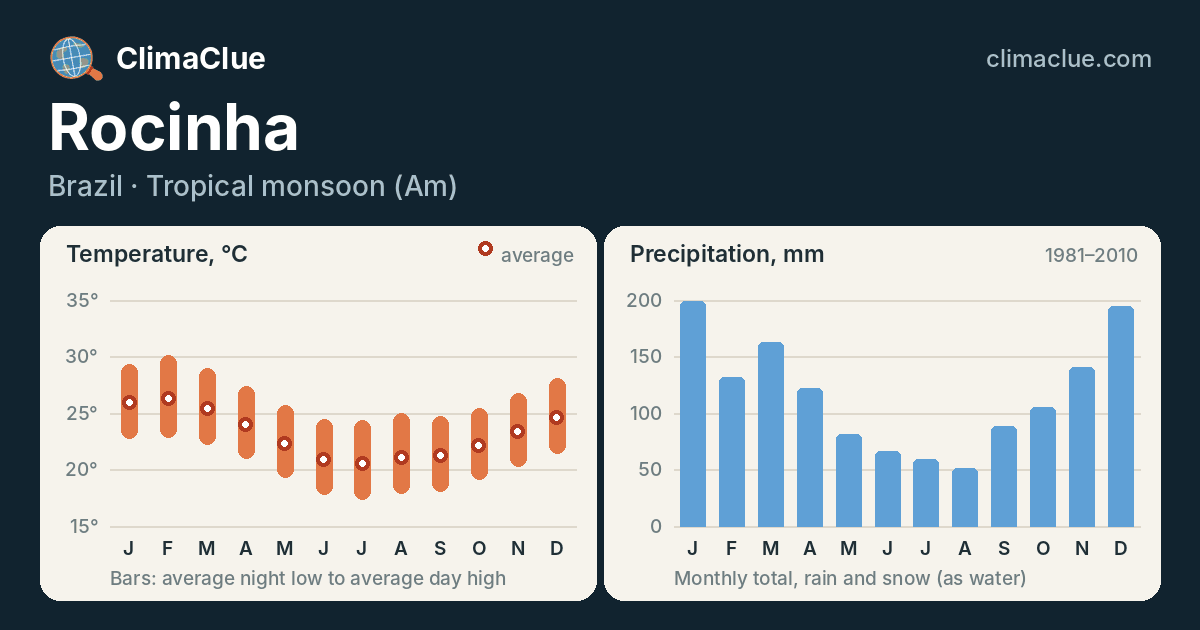 ClimaClue
climaclue.com
Rocinha
Brazil · Tropical monsoon (Am)
Temperature, °C
average
35°
30°
25°
20°
15°
J F M A M J J A S O N D
Bars: average night low to average day high
Precipitation, mm
1981–2010
200
150
100
50
0
J F M A M J J A S O N D
Monthly total, rain and snow (as water)